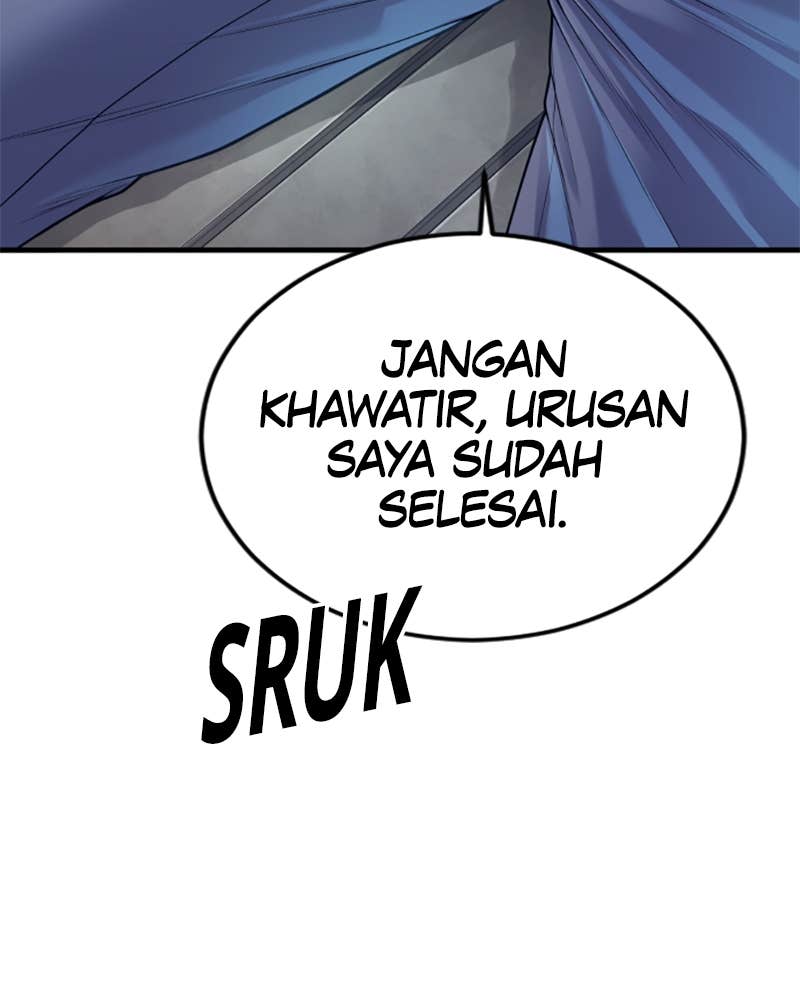 JANGAN
KHAWATIR, URUSAN
SAYA SUDAH
SELESAI.
SRUK